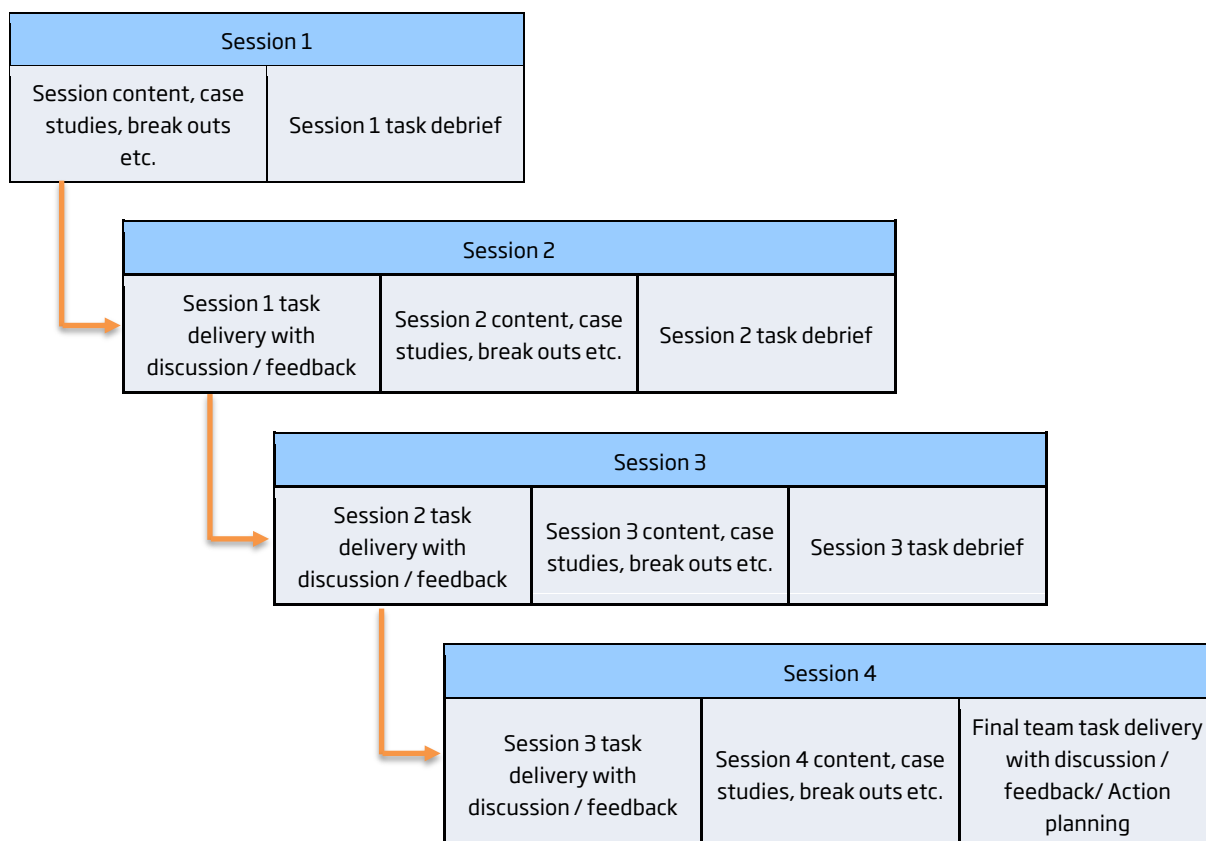 Session 1
Session content, case
studies, break outs
etc.
Session 1 task debrief
Session 2
Session 1 task
delivery with
discussion / feedback
Session 2 content, case
studies, break outs etc.
Session 2 task debrief
Session 3
Session 2 task
delivery with
discussion / feedback
Session 3 content, case
studies, break outs etc.
Session 3 task debrief
Session 4
Session 3 task
delivery with
discussion / feedback
Session 4 content, case
studies, break outs etc.
Final team task delivery
with discussion /
feedback/ Action
planning